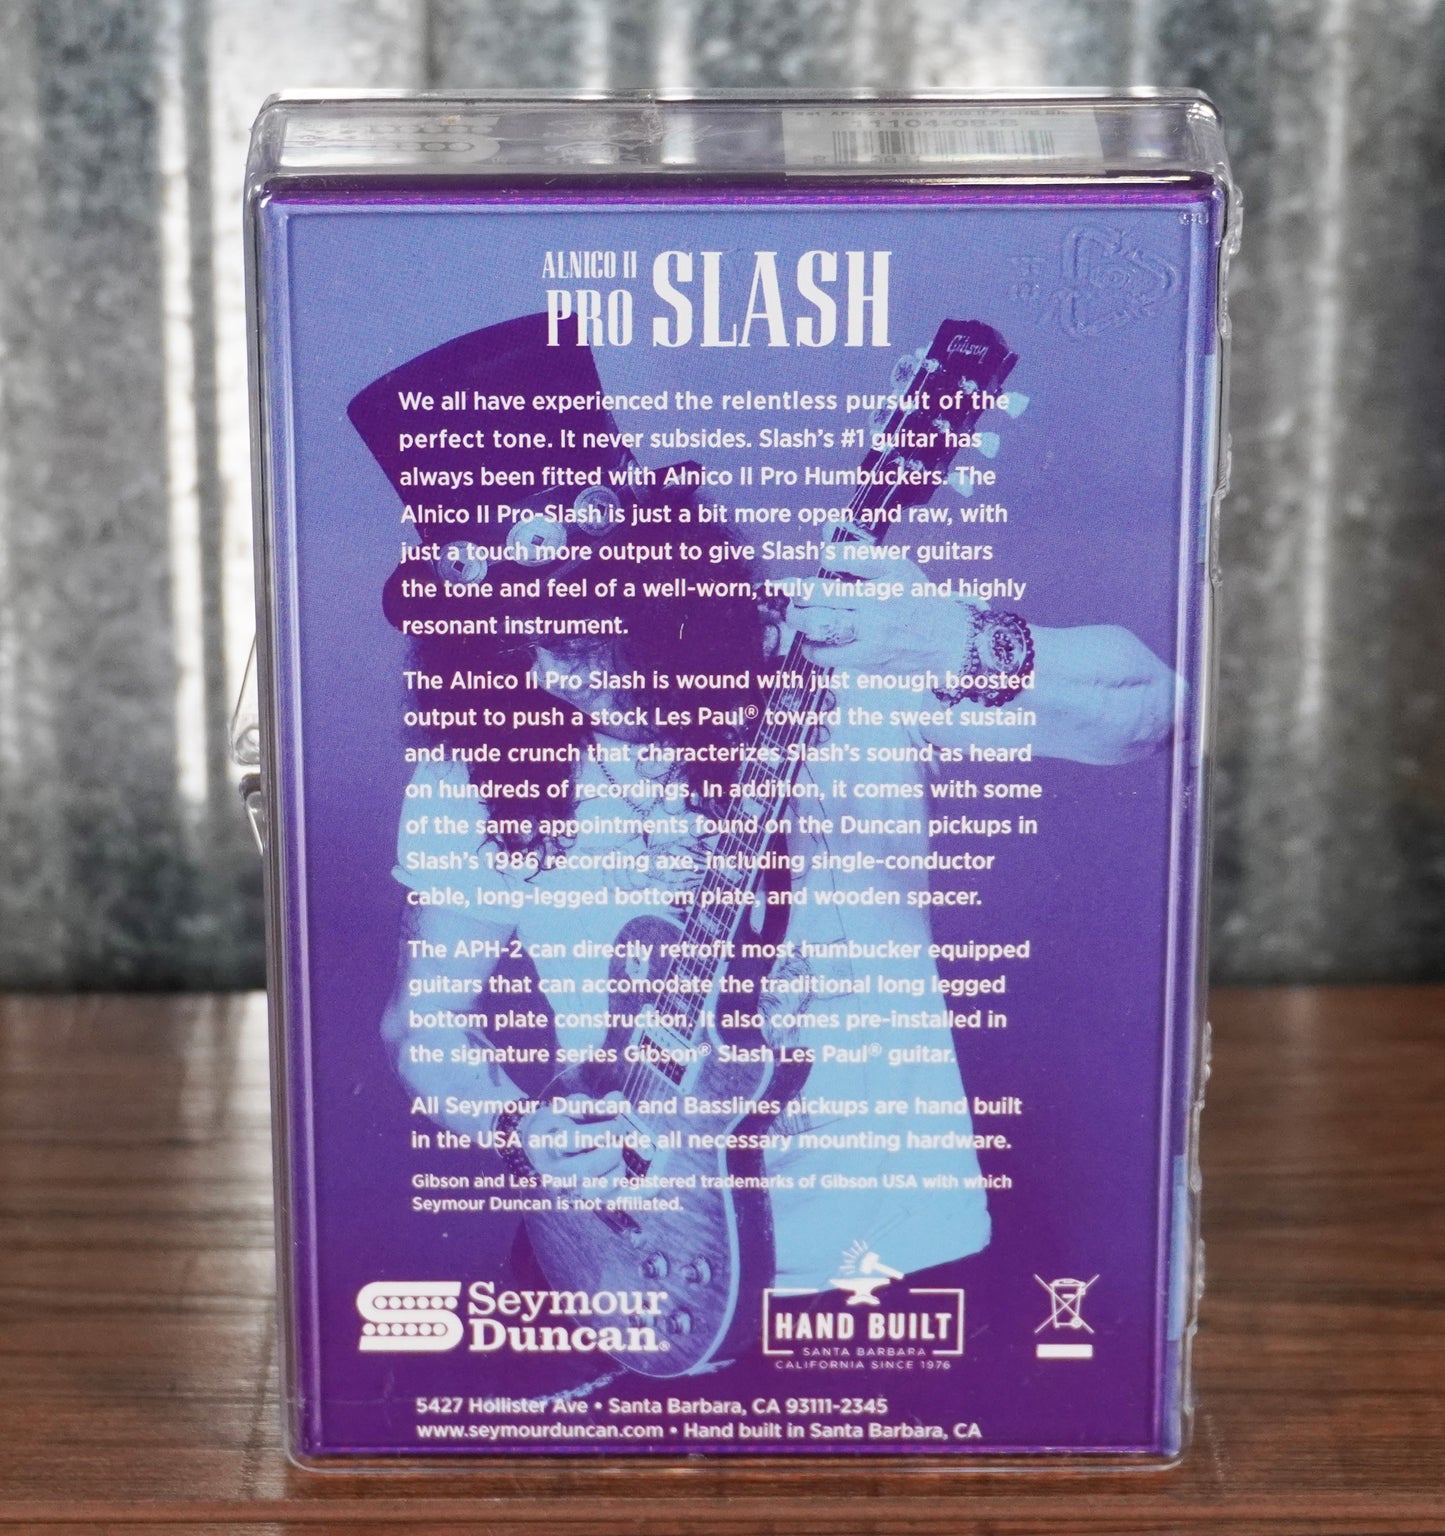 11104-09-B
ALNICO II
PRO SLASH
Gibson
We all have experienced the relentless pursuit of the
perfect tone. It never subsides. Slash's #1 guitar has
always been fitted with Alnico II Pro Humbuckers. The
Alnico II Pro-Slash is just a bit more open and raw, with
just a touch more output to give Slash's newer guitars
the tone and feel of a well-worn, truly vintage and highly
resonant instrument.
The Alnico II Pro Slash is wound with just enough boosted
output to push a stock Les Paul® toward the sweet sustain
and rude crunch that characterizes Slash's sound as heard
on hundreds of recordings. In addition, it comes with some
of the same appointments found on the Duncan pickups in
Slash's 1986 recording axe, including single-conductor
cable, long-legged bottom plate, and wooden spacer.
The APH-2 can directly retrofit most humbucker equipped
guitars that can accomodate the traditional long legged
bottom plate construction. It also comes pre-installed in
the signature series Gibson® Slash Les Paul® guitar.
All Seymour Duncan and Basslines pickups are hand built
in the USA and include all necessary mounting hardware.
Gibson and Les Paul are registered trademarks of Gibson USA with which
Seymour Duncan is not affiliated.
Seymour
Duncan®
HAND BUILT
SANTA BARBARA
CALIFORNIA SINCE 1976
5427 Hollister Ave • Santa Barbara, CA 93111-2345
www.seymourduncan.com • Hand built in Santa Barbara, CA